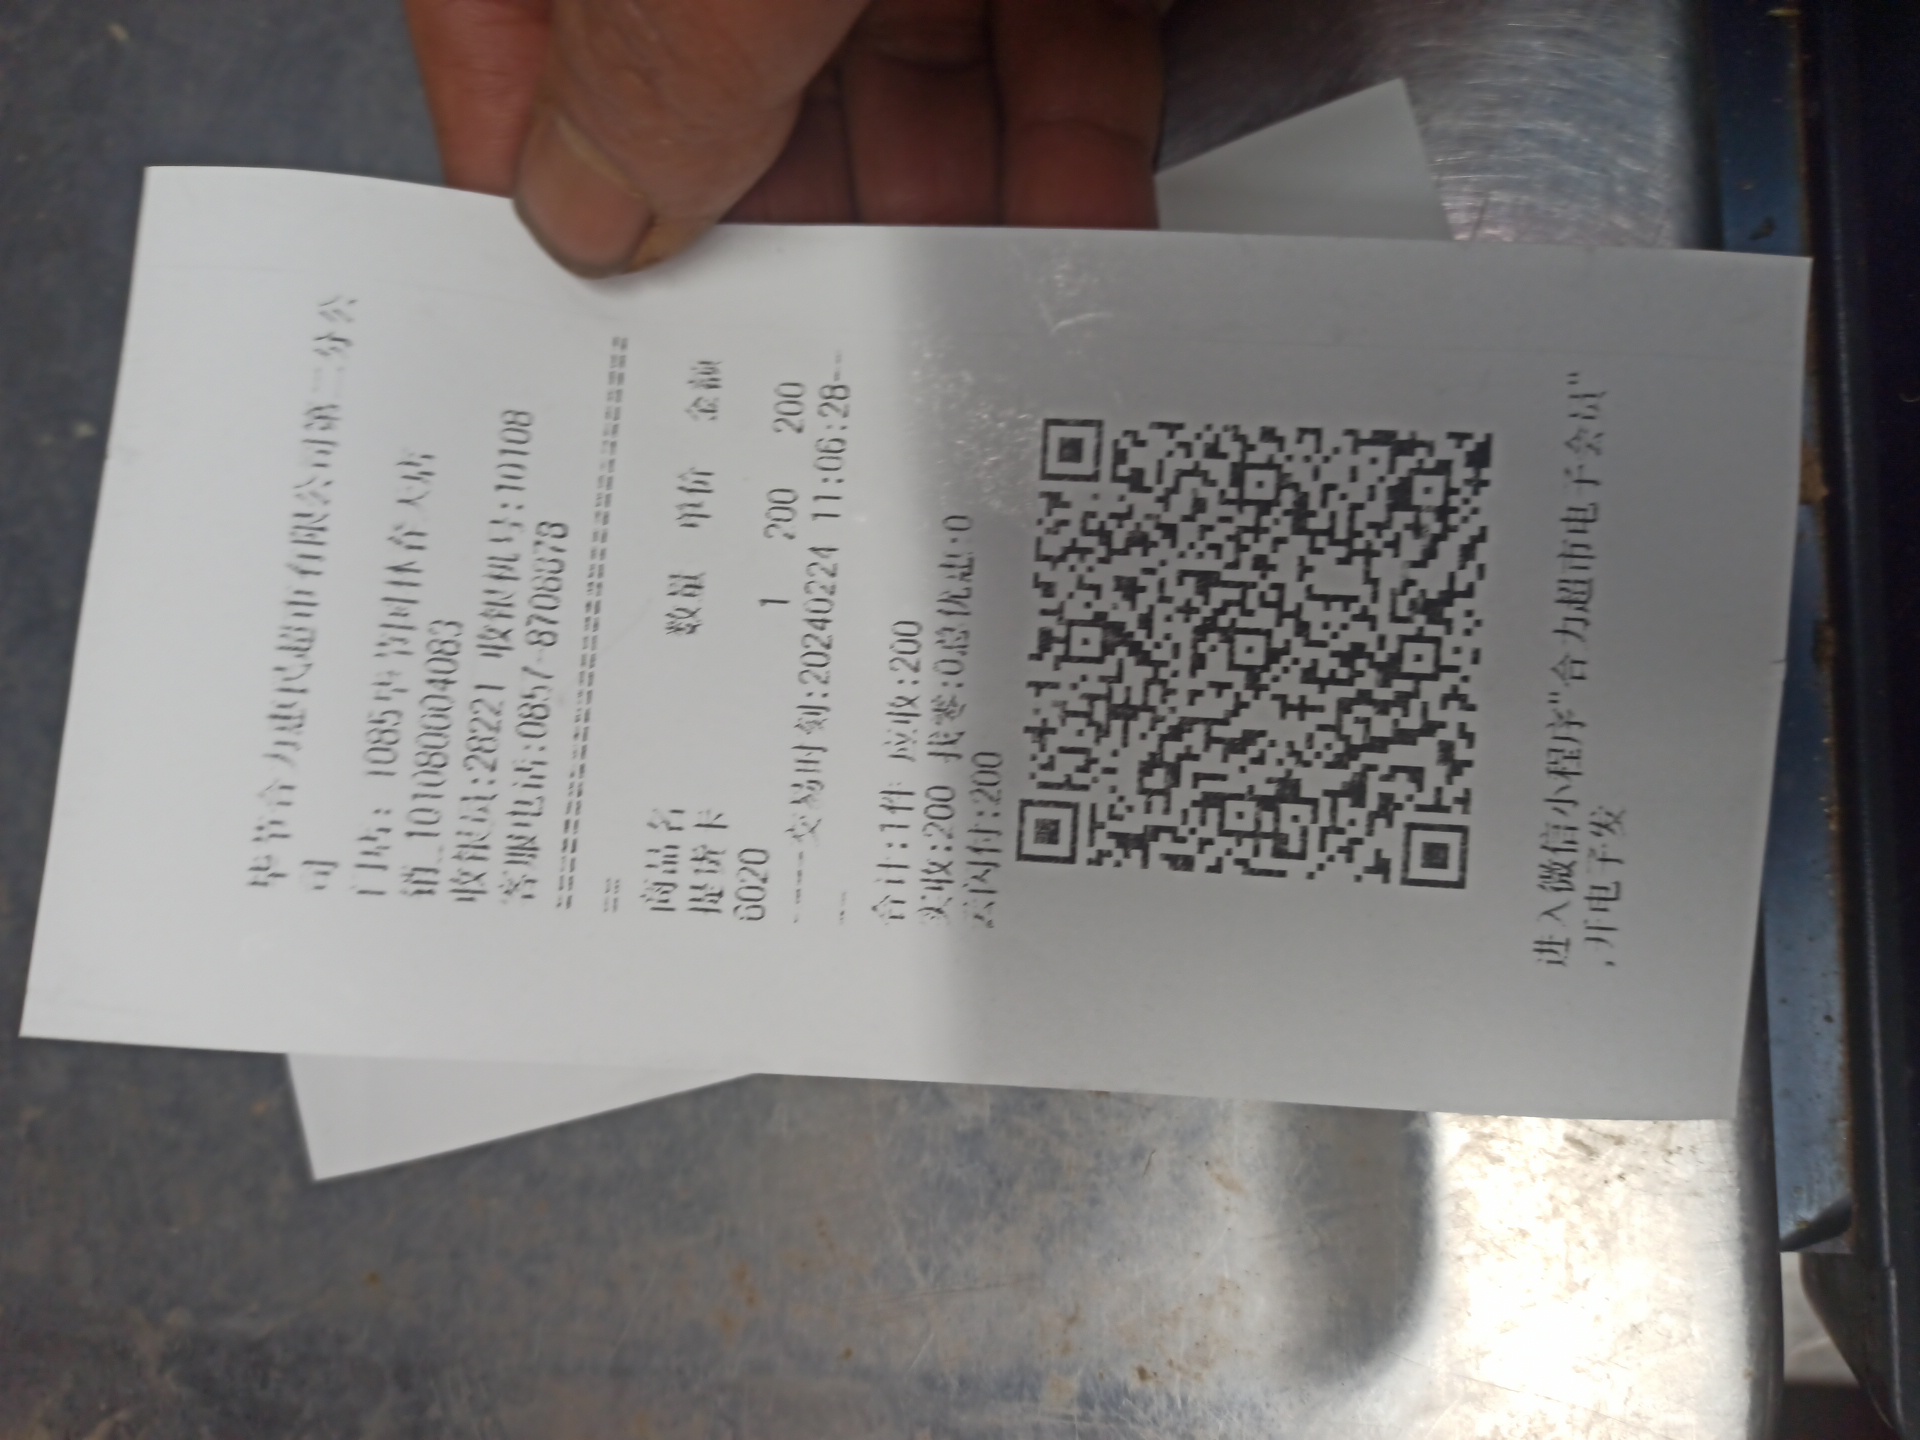 毕节合力惠民超市有限公司第二分公
司
门店: 1085毕节同体育大店
销_101080004083
收银员:28221 收银机号:10108
客服电话:0857-8706078
商品名 数量 单价 金额
提货卡
6020 1 200 200
----交易时刻:20240224 11:06:28--
--
合计:1件 应收:200
实收:200 找零:0总优惠:0
云闪付:200
进入微信小程序"合力超市电子会员"
,开电子发